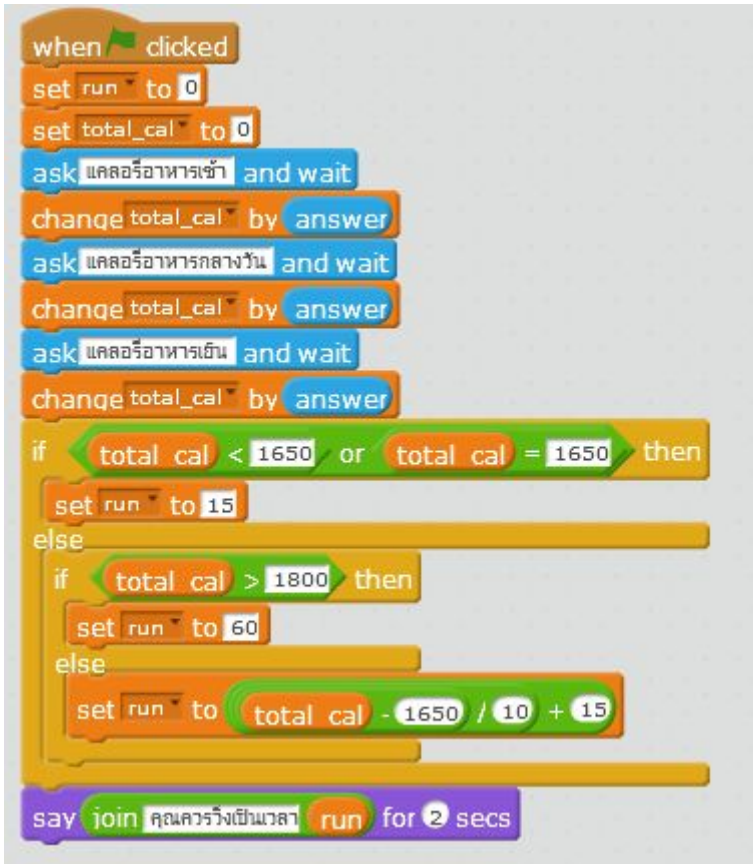 when clicked
set run to 0
set total_cal to 0
ask แคลอรี่อาหารเช้า and wait
change total_cal by answer
ask แคลอรี่อาหารกลางวัน and wait
change total_cal by answer
ask แคลอรี่อาหารเย็น and wait
change total_cal by answer
if total cal < 1650 or total cal = 1650 then
set run to 15
else
if total cal > 1800 then
set run to 60
else
set run to total cal - 1650 / 10 + 15
say join คุณควรวิ่งเป็นเวลา run for 2 secs